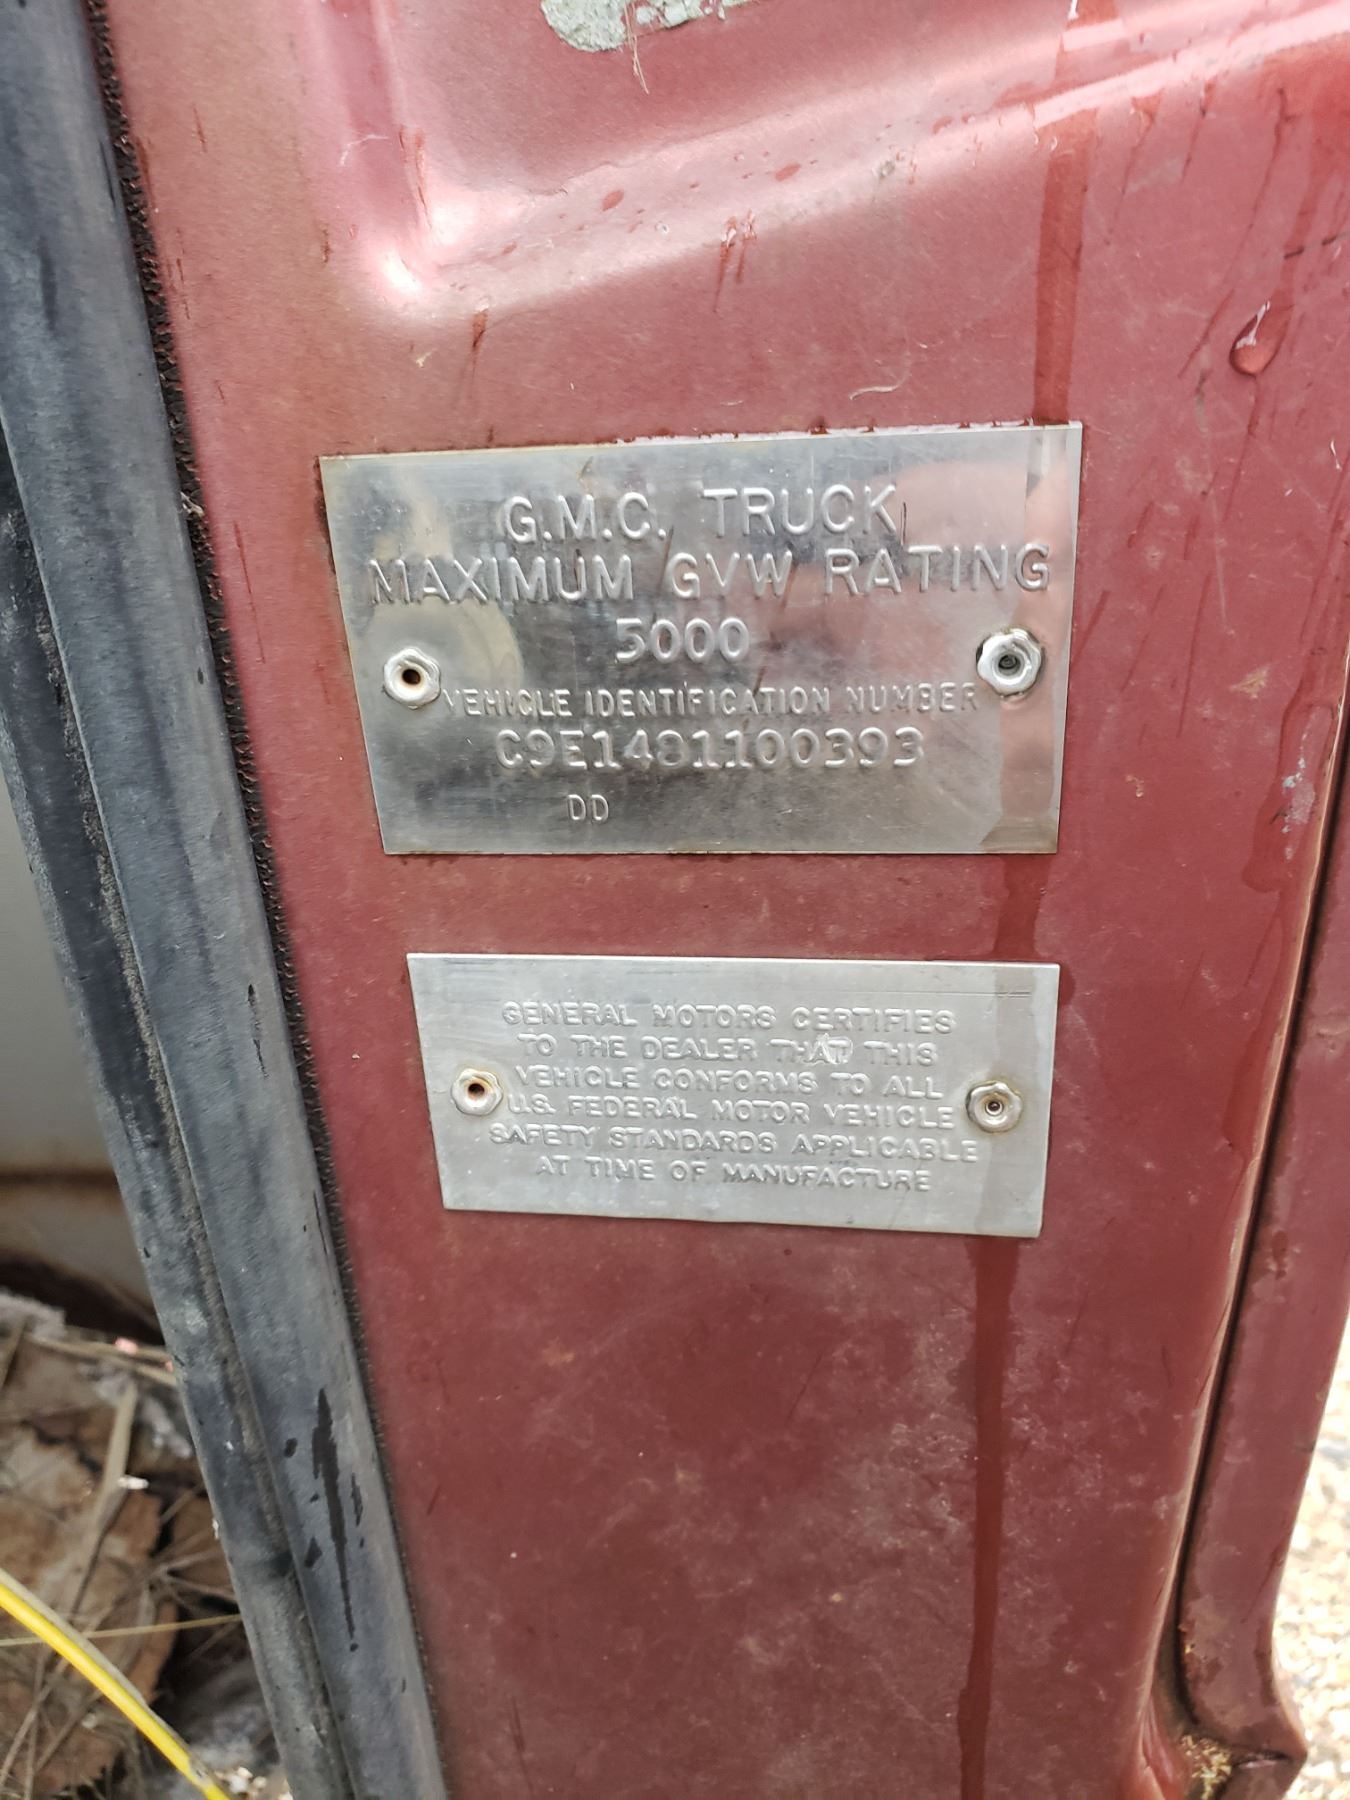 G.M.C. TRUCK
MAXIMUM GVW RATING
5000
VEHICLE IDENTIFICATION NUMBER
C9E1481100393
DD
GENERAL MOTORS CERTIFIES
TO THE DEALER THAT THIS
VEHICLE CONFORMS TO ALL
U.S. FEDERAL MOTOR VEHICLE
SAFETY STANDARDS APPLICABLE
AT TIME OF MANUFACTURE